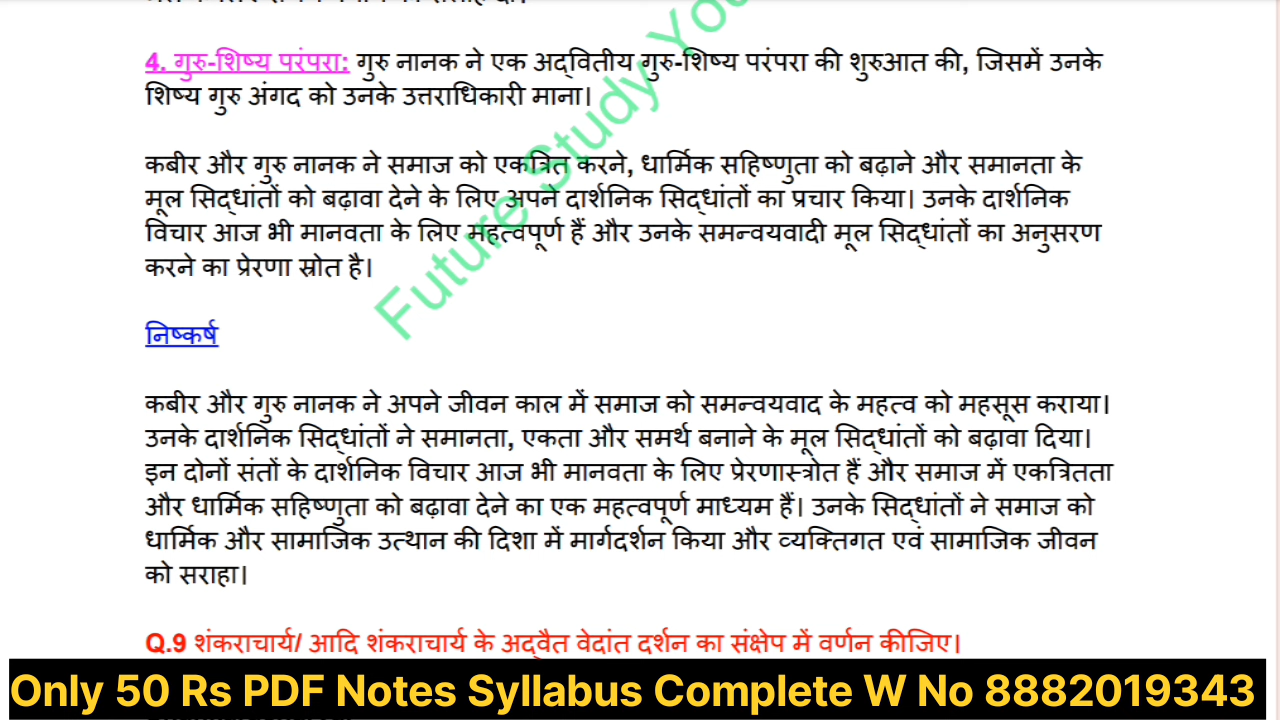 4. गुरु-शिष्य परंपरा: गुरु नानक ने एक अद्वितीय गुरु-शिष्य परंपरा की शुरुआत की, जिसमें उनके
शिष्य गुरु अंगद को उनके उत्तराधिकारी माना।
कबीर और गुरु नानक ने समाज को एकत्रित करने, धार्मिक सहिष्णुता को बढ़ाने और समानता के
मूल सिद्धांतों को बढ़ावा देने के लिए अपने दार्शनिक सिद्धांतों का प्रचार किया। उनके दार्शनिक
विचार आज भी मानवता के लिए महत्वपूर्ण हैं और उनके समन्वयवादी मूल सिद्धांतों का अनुसरण
करने का प्रेरणा स्रोत है।
निष्कर्ष
कबीर और गुरु नानक ने अपने जीवन काल में समाज को समन्वयवाद के महत्व को महसूस कराया।
उनके दार्शनिक सिद्धांतों ने समानता, एकता और समर्थ बनाने के मूल सिद्धांतों को बढ़ावा दिया।
इन दोनों संतों के दार्शनिक विचार आज भी मानवता के लिए प्रेरणास्त्रोत हैं और समाज में एकत्रितता
और धार्मिक सहिष्णुता को बढ़ावा देने का एक महत्वपूर्ण माध्यम हैं। उनके सिद्धांतों ने समाज को
धार्मिक और सामाजिक उत्थान की दिशा में मार्गदर्शन किया और व्यक्तिगत एवं सामाजिक जीवन
को सराहा।
Q.9 शंकराचार्य/ आदि शंकराचार्य के अद्वैत वेदांत दर्शन का संक्षेप में वर्णन कीजिए।
Only 50 Rs PDF Notes Syllabus Complete W No 8882019343
Future Study You